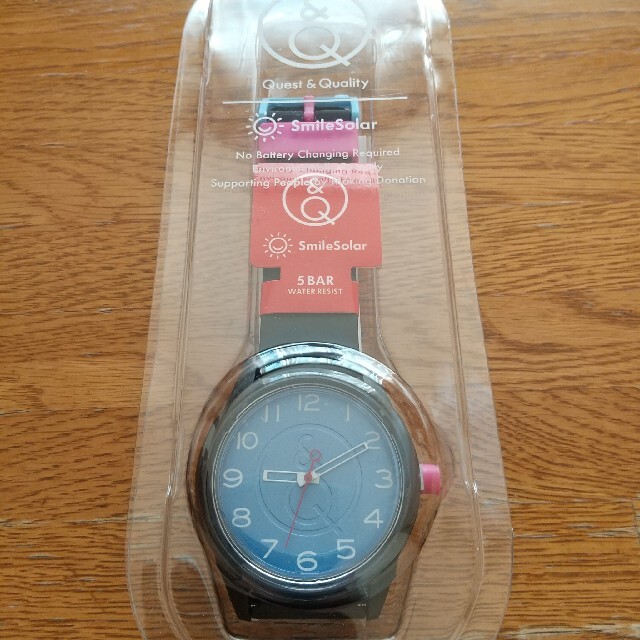 &
Q
Quest & Quality
SmileSolar
No Battery Changing Required
Supporting People by Making Donation
&
Q
SmileSolar
5 BAR
WATER RESIST
12
11 1
10 2
9 3
8 4
7 6 5
&
Q